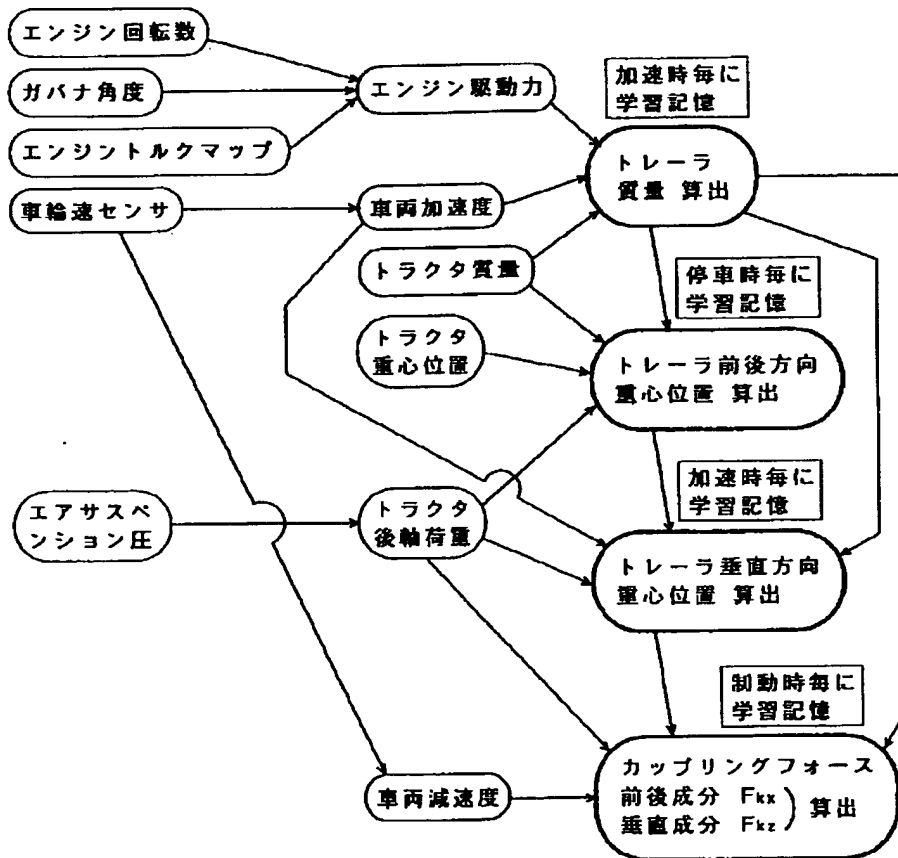 エンジン回転数
ガバナ角度
エンジン駆動力
エンジントルクマップ
加速時毎に
学習記憶
トレーラ
質量 算出
車輪速センサ
車両加速度
トラクタ質量
停車時毎に
学習記憶
トラクタ
重心位置
トレーラ前後方向
重心位置 算出
加速時毎に
学習記憶
エアサスペ
ンション圧
トラクタ
後軸荷重
トレーラ垂直方向
重心位置 算出
制動時毎に
学習記憶
車両減速度
カップリングフォース
前後成分 Fkx
垂直成分 Fkz
算出